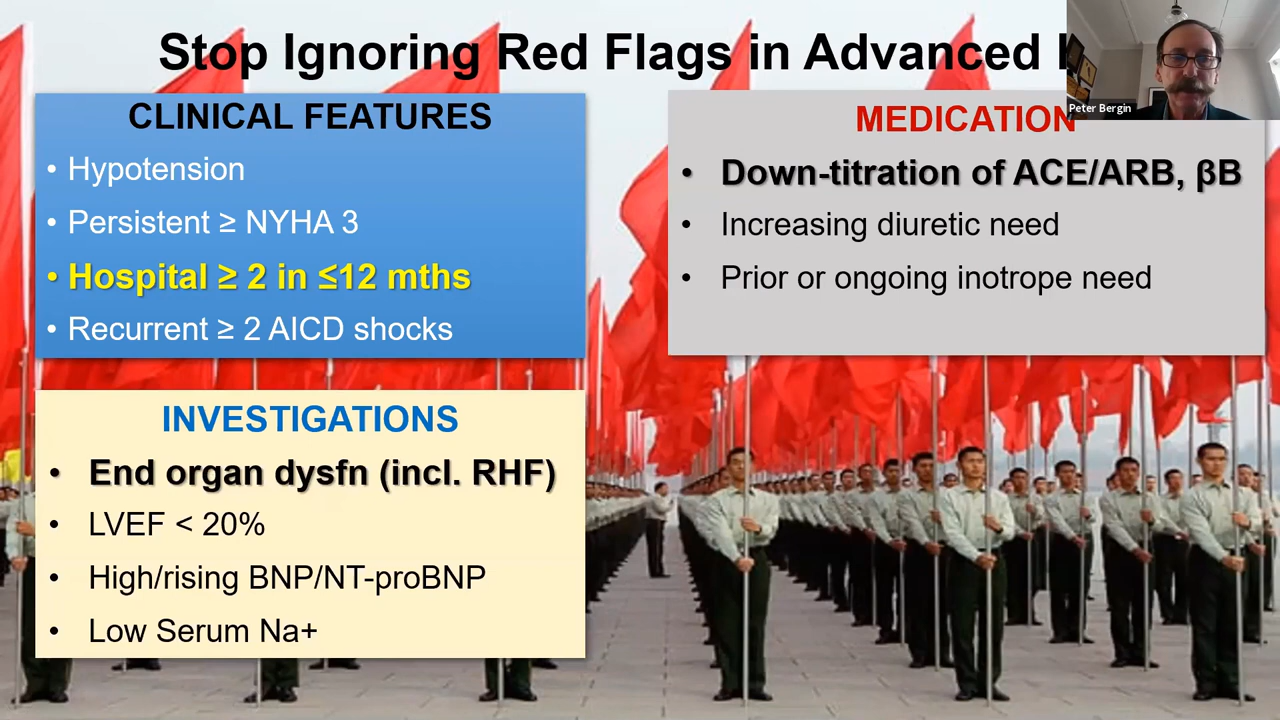 Stop Ignoring Red Flags in Advanced
Peter Bergin
CLINICAL FEATURES
• Hypotension
• Persistent ≥ NYHA 3
• Hospital ≥ 2 in ≤12 mths
• Recurrent ≥ 2 AICD shocks
MEDICATION
• Down-titration of ACE/ARB, βB
• Increasing diuretic need
• Prior or ongoing inotrope need
INVESTIGATIONS
• End organ dysfn (incl. RHF)
• LVEF < 20%
• High/rising BNP/NT-proBNP
• Low Serum Na+